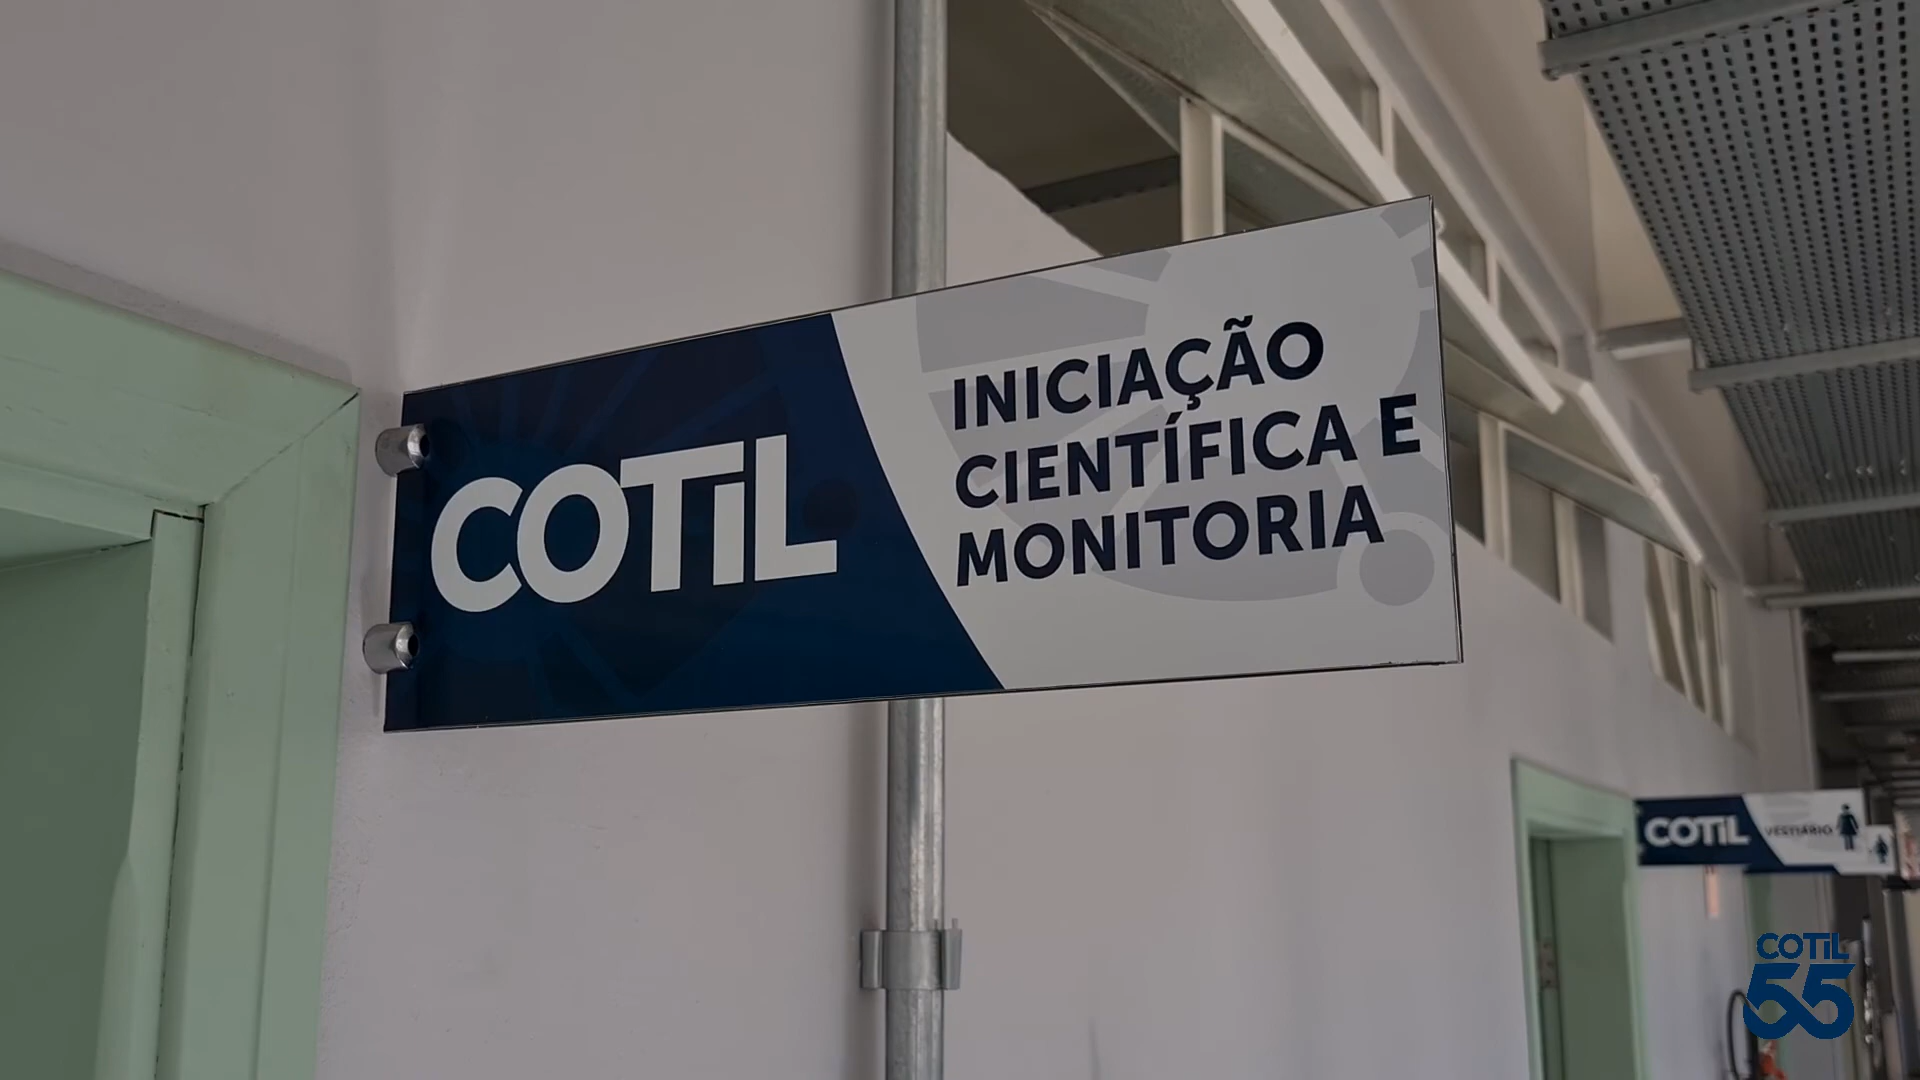 COTIL
INICIAÇÃO
CIENTÍFICA E
MONITORIA
COTIL
VESTIÁRIO
COTIL
55